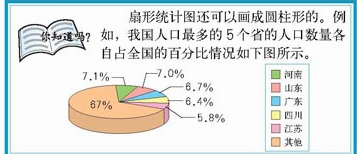 你知道吗?
扇形统计图还可以画成圆柱形的。例
如，我国人口最多的5个省的人口数量各
自占全国的百分比情况如下图所示。
7.1%
7.0%
6.7%
6.4%
5.8%
67%
河南
山东
广东
四川
江苏
其他